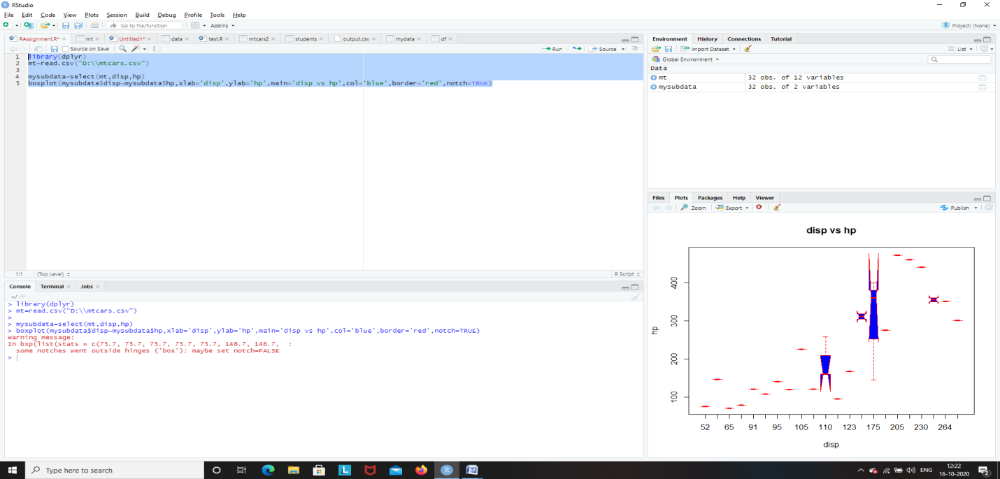 RStudio
File Edit Code View Plots Session Build Debug Profile Tools Help
Go to file/function Addins Project: (None)
RAssignment.R* mt Untitled1* data test.R mtcars2 students output.csv mydata df
Source on Save Run Source
1 library(dplyr)
2 mt=read.csv("D:\\mtcars.csv")
3
4 mysubdata=select(mt,disp,hp)
5 boxplot(mysubdata$disp~mysubdata$hp,xlab='disp',ylab='hp',main='disp vs hp',col='blue',border='red',notch=TRUE)
1:1 (Top Level) R Script
Console Terminal Jobs
~/
> library(dplyr)
> mt=read.csv("D:\\mtcars.csv")
>
> mysubdata=select(mt,disp,hp)
> boxplot(mysubdata$disp~mysubdata$hp,xlab='disp',ylab='hp',main='disp vs hp',col='blue',border='red',notch=TRUE)
Warning message:
In bxp(list(stats = c(75.7, 75.7, 75.7, 75.7, 75.7, 146.7, 146.7,  :
  some notches went outside hinges ('box'): maybe set notch=FALSE
>
Environment History Connections Tutorial
Import Dataset List
Global Environment
Data
mt 32 obs. of 12 variables
mysubdata 32 obs. of 2 variables
Files Plots Packages Help Viewer
Zoom Export Publish
disp vs hp
hp
400
300
200
100
52 65 91 95 105 110 123 175 205 230 264
disp
Type here to search
L
R
W
ENG
12:22
16-10-2020
2